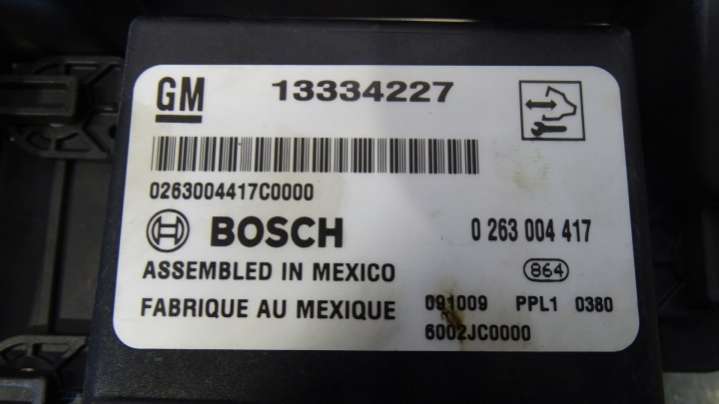 GM 13334227
0263004417C0000
BOSCH 0 263 004 417
ASSEMBLED IN MEXICO 864
FABRIQUE AU MEXIQUE 091009 PPL1 0380
6002JC0000